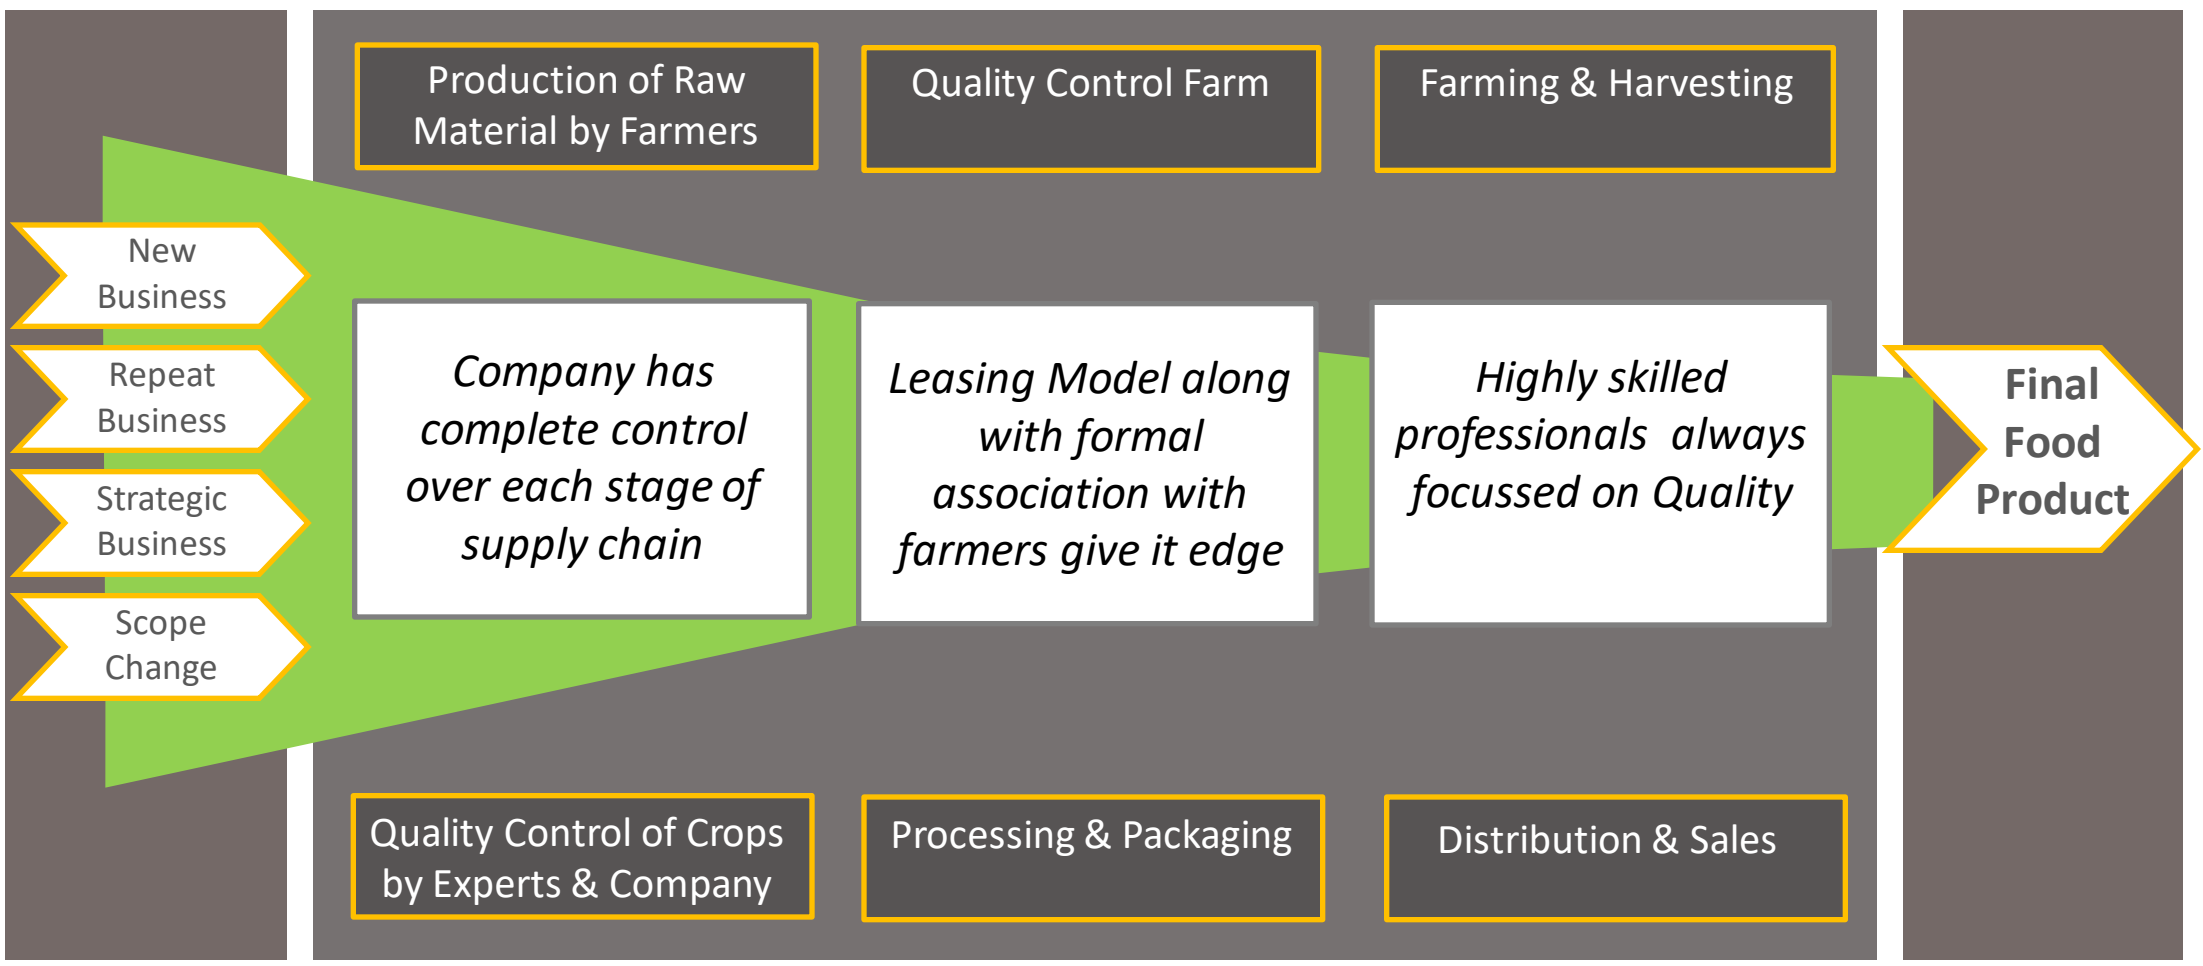 Production of Raw
Material by Farmers
Quality Control Farm
Farming & Harvesting
New
Business
Repeat
Business
Strategic
Business
Scope
Change
Company has
complete control
over each stage of
supply chain
Leasing Model along
with formal
association with
farmers give it edge
Highly skilled
professionals always
focussed on Quality
Final
Food
Product
Quality Control of Crops
by Experts & Company
Processing & Packaging
Distribution & Sales